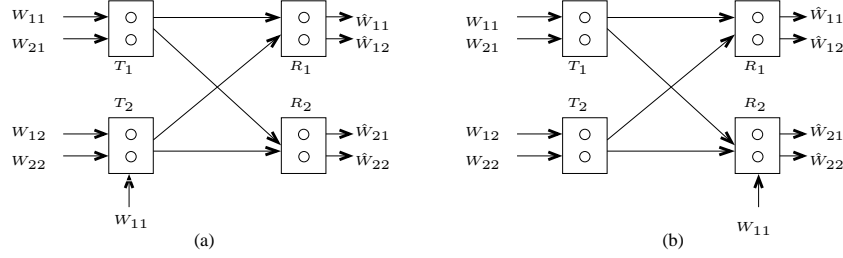 W₁₁ Ŵ₁₁ W₁₁ Ŵ₁₁
W₂₁ Ŵ₁₂ W₂₁ Ŵ₁₂
T₁ R₁ T₁ R₁
T₂ R₂ T₂ R₂
W₁₂ Ŵ₂₁ W₁₂ Ŵ₂₁
W₂₂ Ŵ₂₂ W₂₂ Ŵ₂₂
W₁₁ W₁₁
(a) (b)